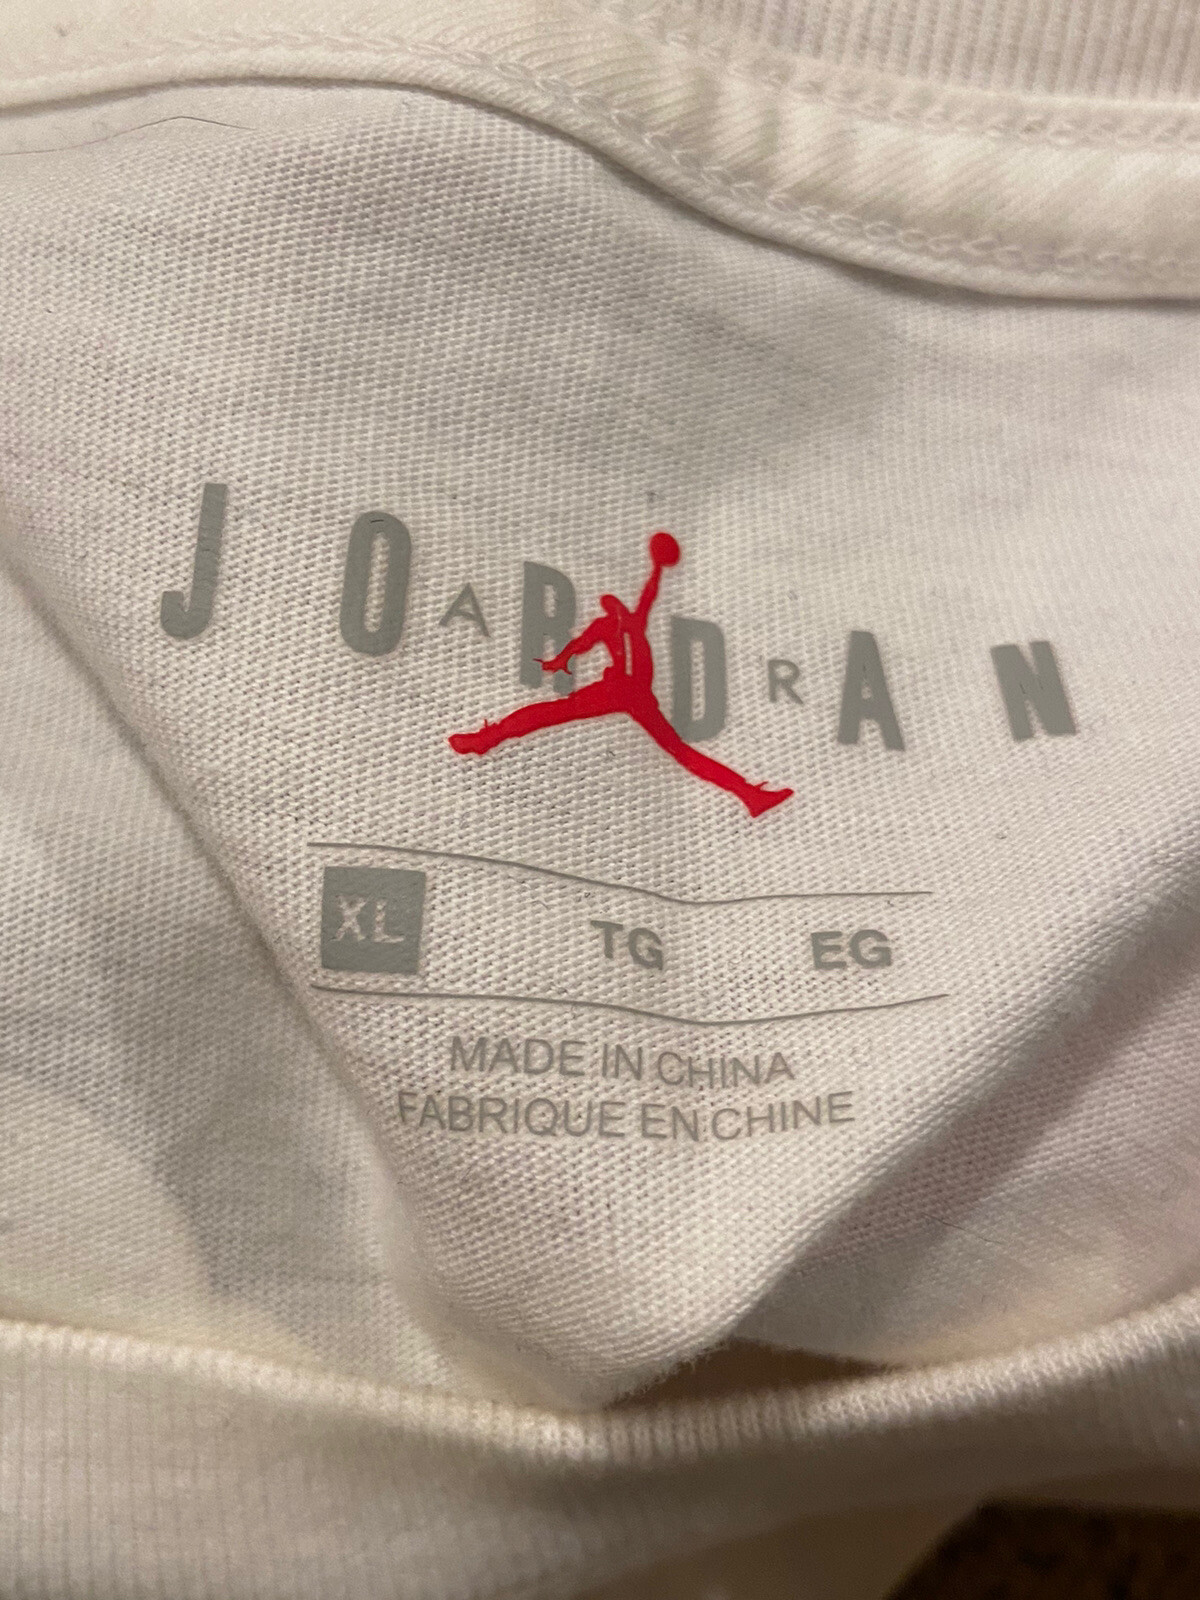 JORDAN
AIR
XL TG EG
MADE IN CHINA
FABRIQUE EN CHINE